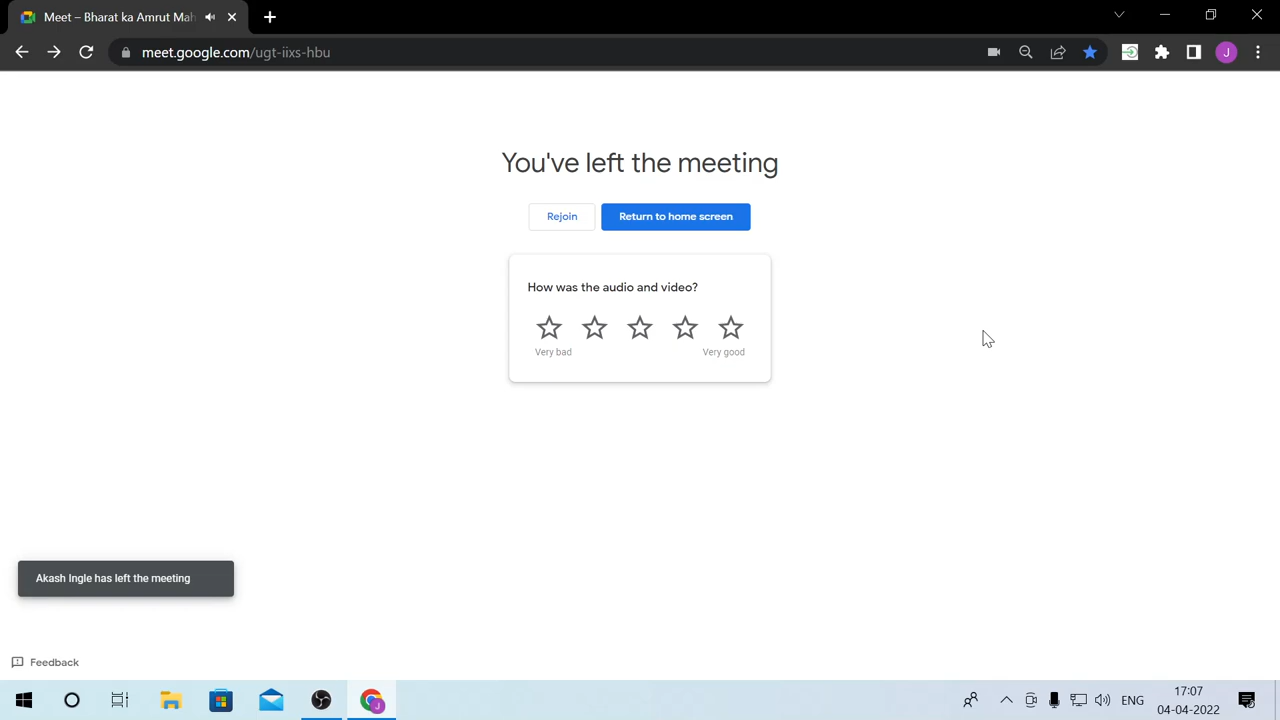 Meet – Bharat ka Amrut Mah
meet.google.com/ugt-iixs-hbu
J
You've left the meeting
Rejoin
Return to home screen
How was the audio and video?
Very bad
Very good
Akash Ingle has left the meeting
Feedback
J
ENG
17:07
04-04-2022